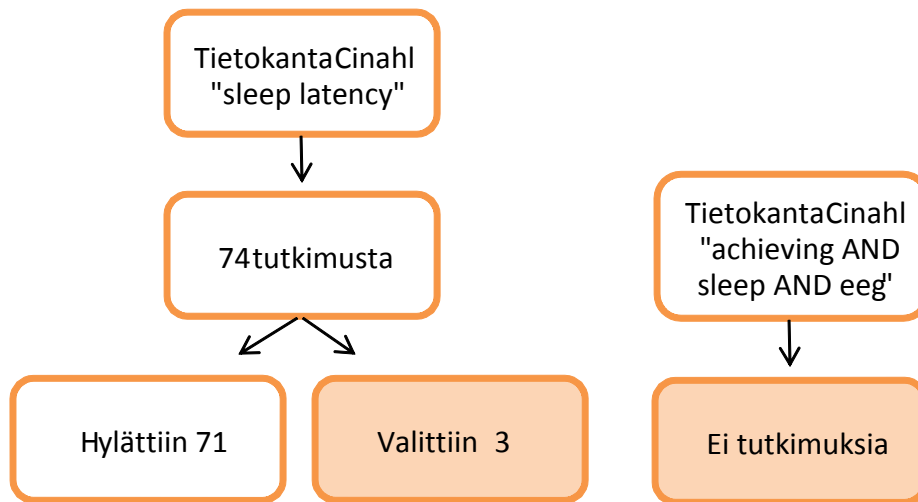 TietokantaCinahl
"sleep latency"
74tutkimusta
Hylättiin 71
Valittiin 3
TietokantaCinahl
"achieving AND
sleep AND eeg"
Ei tutkimuksia